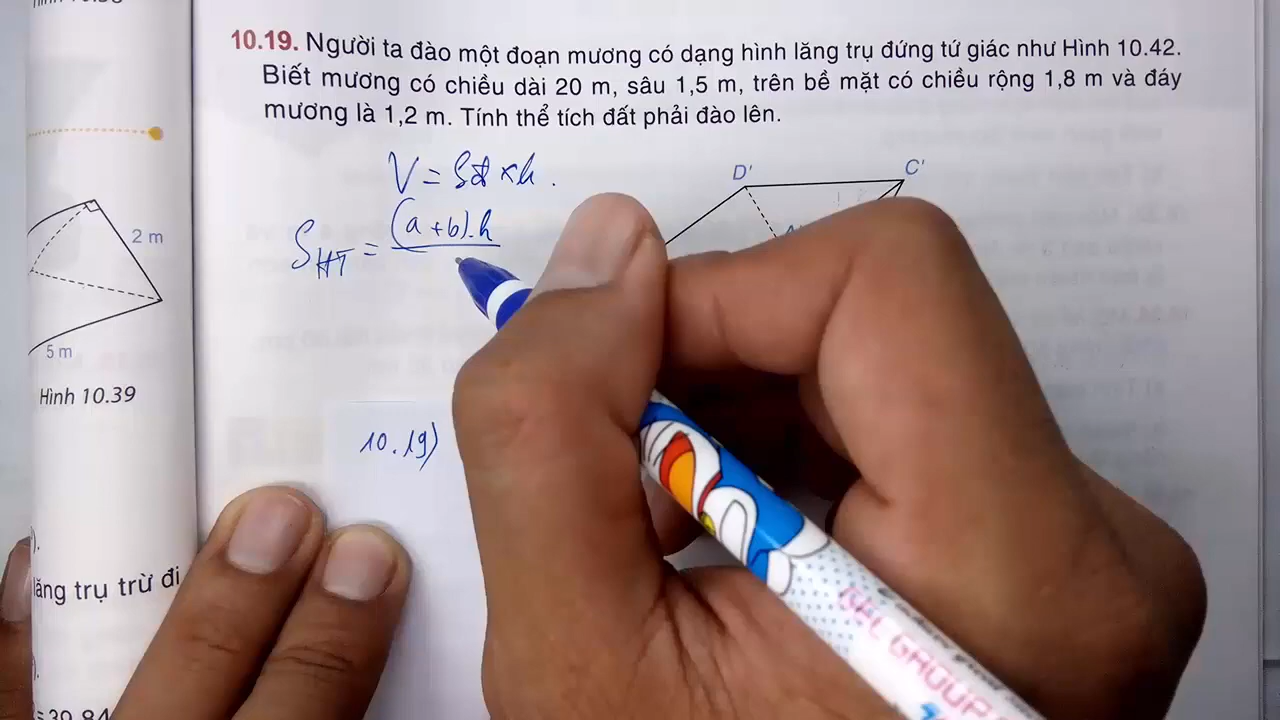 10.19. Người ta đào một đoạn mương có dạng hình lăng trụ đứng tứ giác như Hình 10.42.
Biết mương có chiều dài 20 m, sâu 1,5 m, trên bề mặt có chiều rộng 1,8 m và đáy
mương là 1,2 m. Tính thể tích đất phải đào lên.
V = Sđ × h.
S HT = (a + b).h
D'
C'
2 m
5 m
Hình 10.39
10.19)
lăng trụ trừ đi
GEL GROUP